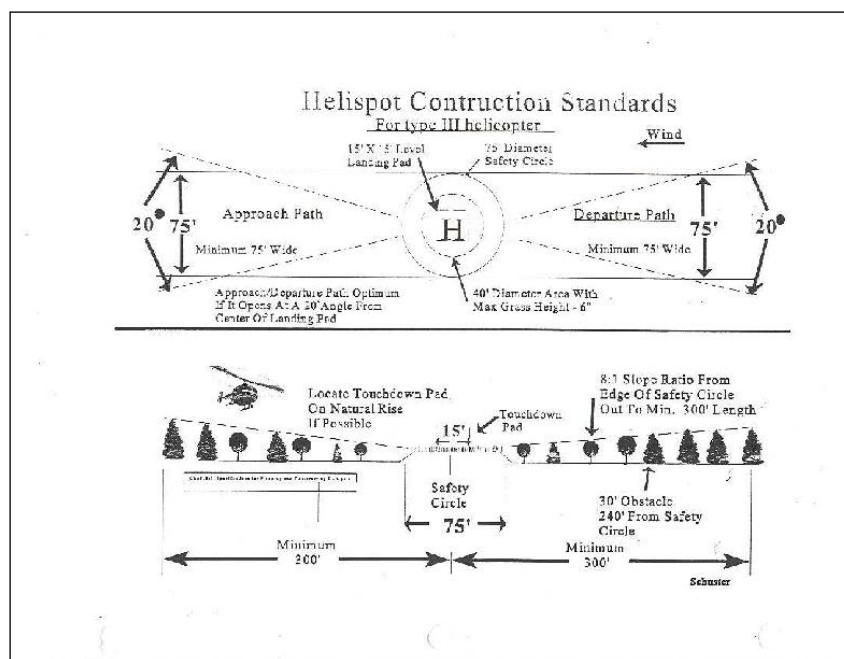 Helispot Contruction Standards
For type III helicopter
Wind
15' X 15' Level
Landing Pad
75' Diameter
Safety Circle
20°
75'
Approach Path
Minimum 75' Wide
H
Departure Path
Minimum 75' Wide
75'
20°
Approach/Departure Path Optimum
If It Opens At A 20° Angle From
Center Of Landing Pad
40' Diameter Area With
Max Grass Height - 6"
Locate Touchdown Pad
On Natural Rise
If Possible
15'
Touchdown
Pad
8:1 Slope Ratio From
Edge Of Safety Circle
Out To Min. 300' Length
Safety
Circle
75'
30' Obstacle
240' From Safety
Circle
Minimum
300'
Minimum
300'
Schuster